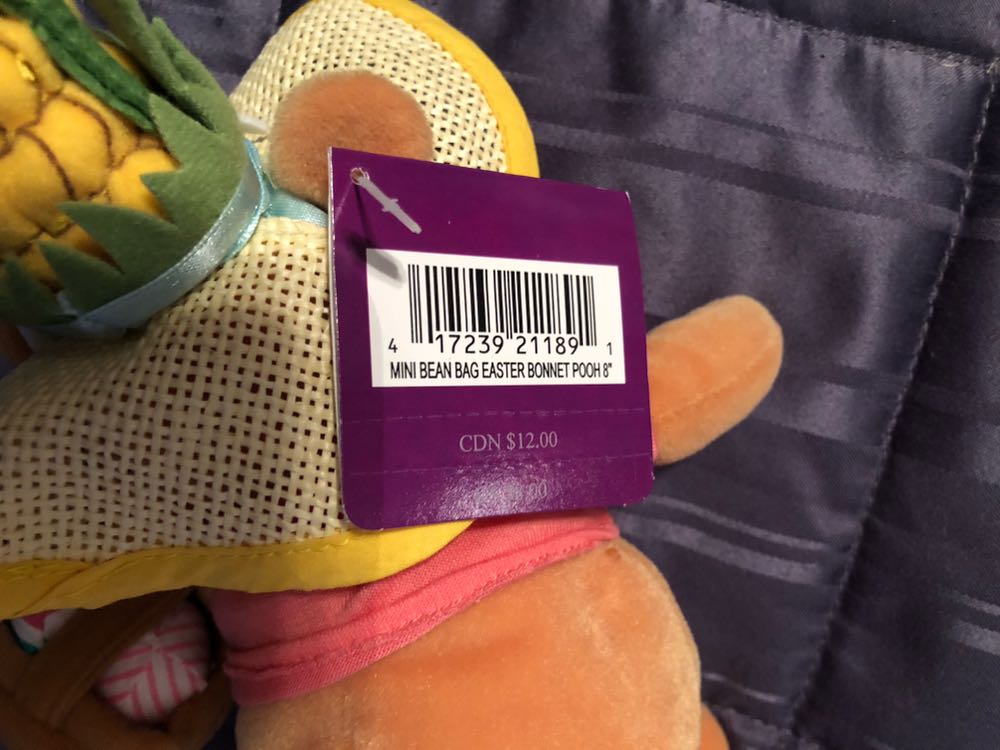 4 17239 21189 1
MINI BEAN BAG EASTER BONNET POOH 8"
CDN $12.00